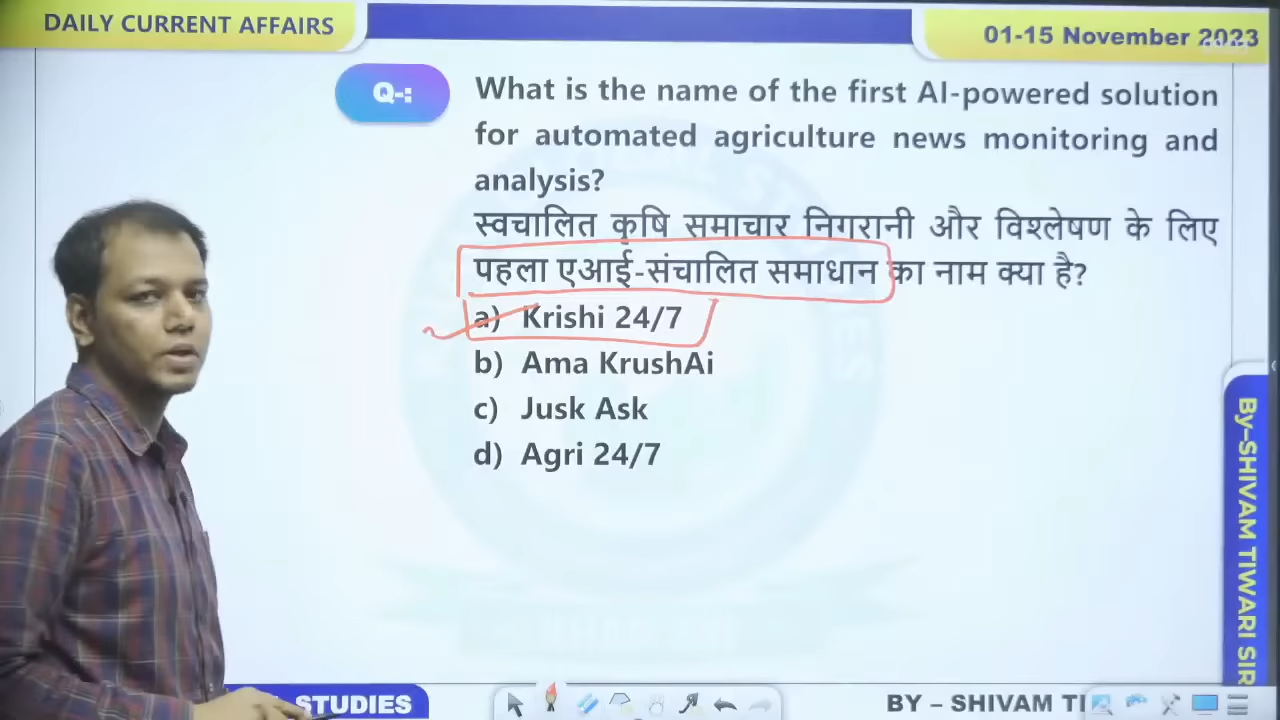 DAILY CURRENT AFFAIRS
01-15 November 2023
Q-:
What is the name of the first AI-powered solution
for automated agriculture news monitoring and
analysis?
स्वचालित कृषि समाचार निगरानी और विश्लेषण के लिए
पहला एआई-संचालित समाधान का नाम क्या है?
a) Krishi 24/7
b) Ama KrushAi
c) Jusk Ask
d) Agri 24/7
By-SHIVAM TIWARI SIR
STUDIES
BY – SHIVAM TI